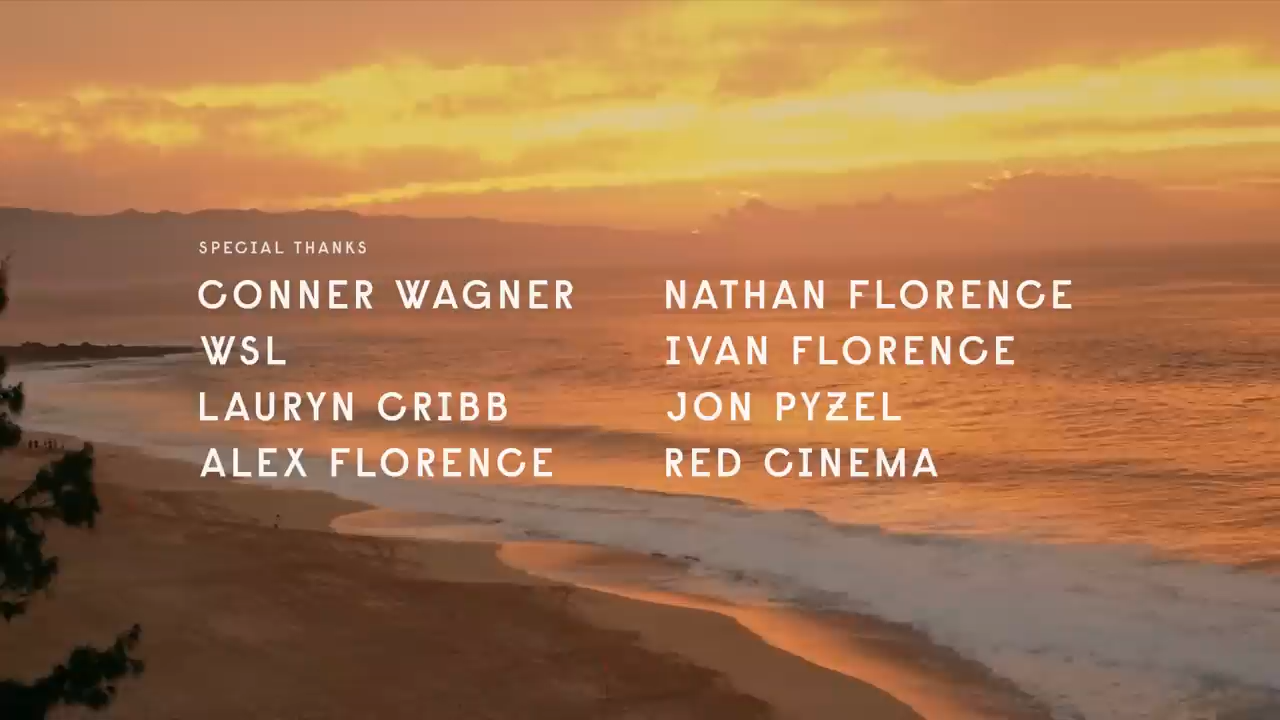 SPECIAL THANKS
CONNER WAGNER
WSL
LAURYN CRIBB
ALEX FLORENCE
NATHAN FLORENCE
IVAN FLORENCE
JON PYZEL
RED CINEMA